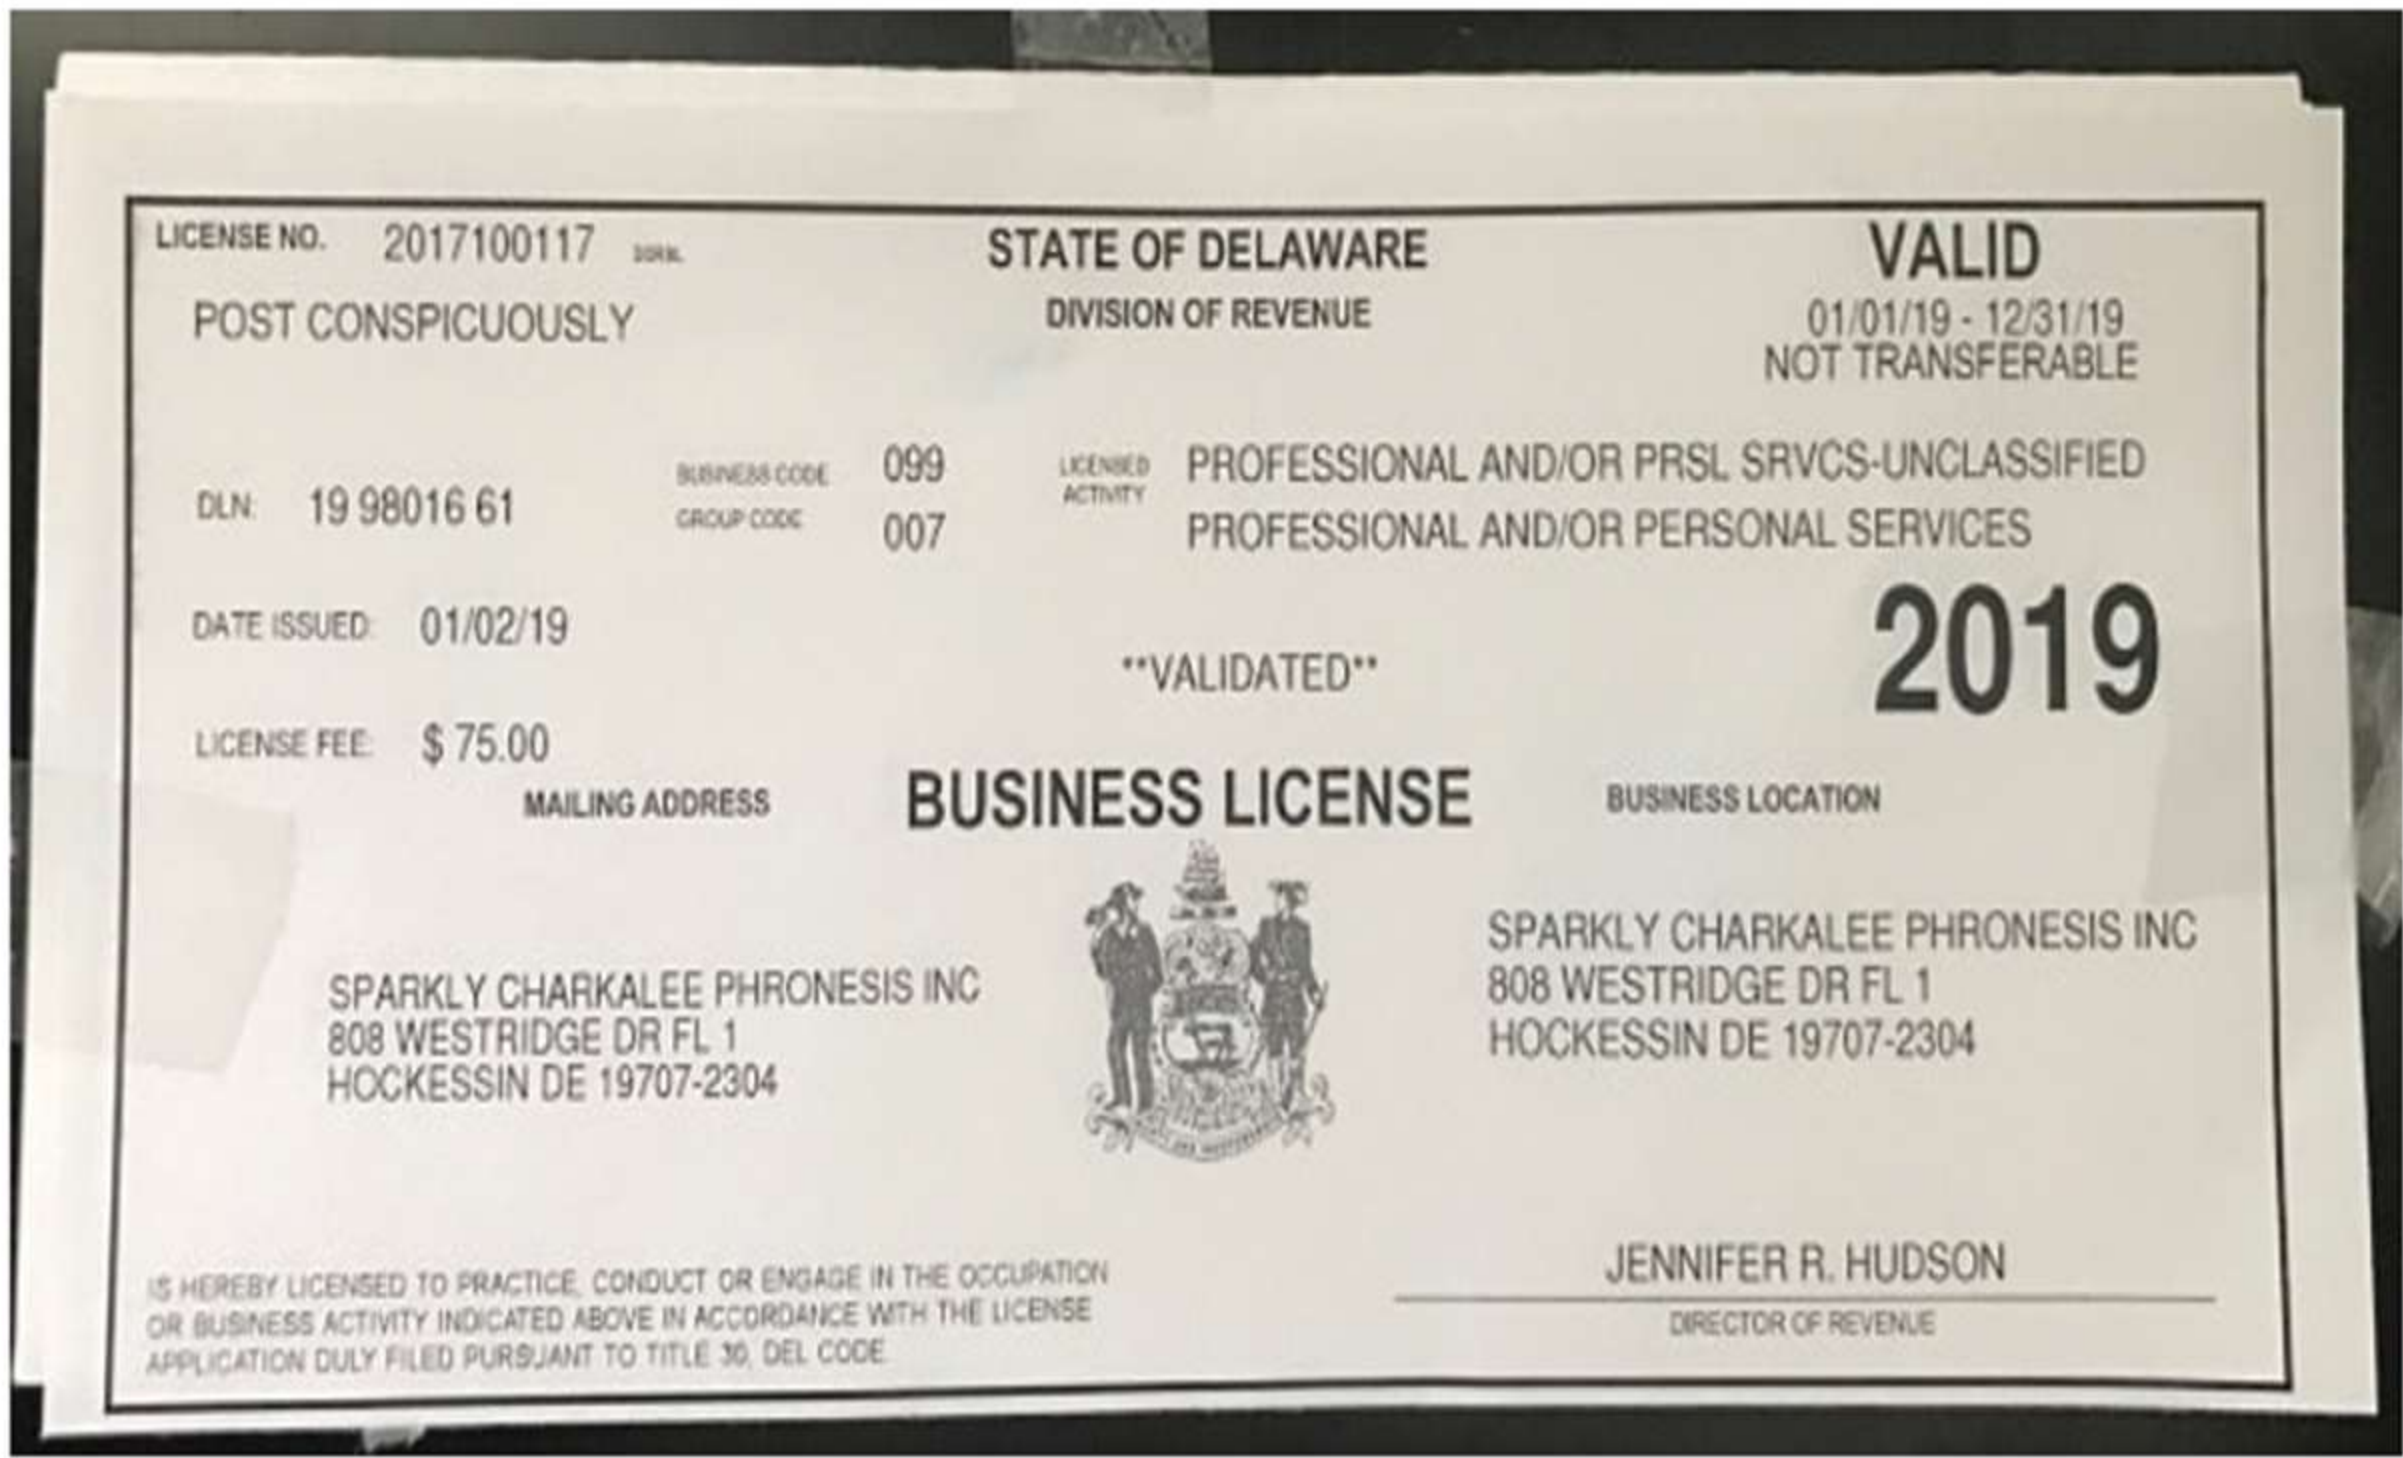 LICENSE NO. 2017100117
STATE OF DELAWARE
VALID
POST CONSPICUOUSLY
DIVISION OF REVENUE
01/01/19 - 12/31/19
NOT TRANSFERABLE
DLN: 19 98016 61
BUSINESS CODE 099
GROUP CODE 007
LICENSED
ACTIVITY
PROFESSIONAL AND/OR PRSL SRVCS-UNCLASSIFIED
PROFESSIONAL AND/OR PERSONAL SERVICES
DATE ISSUED: 01/02/19
**VALIDATED**
2019
LICENSE FEE: $ 75.00
MAILING ADDRESS
BUSINESS LICENSE
BUSINESS LOCATION
SPARKLY CHARKALEE PHRONESIS INC
808 WESTRIDGE DR FL 1
HOCKESSIN DE 19707-2304
SPARKLY CHARKALEE PHRONESIS INC
808 WESTRIDGE DR FL 1
HOCKESSIN DE 19707-2304
IS HEREBY LICENSED TO PRACTICE, CONDUCT OR ENGAGE IN THE OCCUPATION
OR BUSINESS ACTIVITY INDICATED ABOVE IN ACCORDANCE WITH THE LICENSE
APPLICATION DULY FILED PURSUANT TO TITLE 30, DEL CODE
JENNIFER R. HUDSON
DIRECTOR OF REVENUE